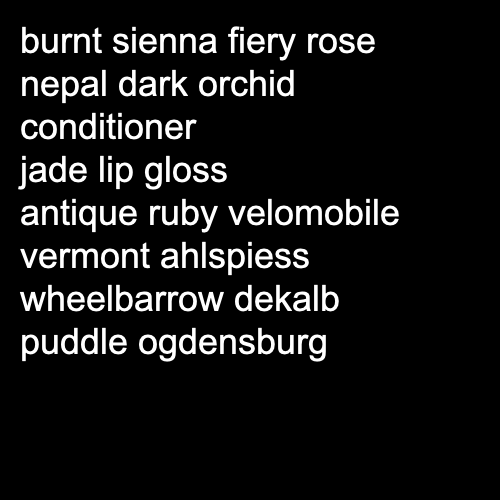 burnt sienna fiery rose
nepal dark orchid
conditioner
jade lip gloss
antique ruby velomobile
vermont ahlspiess
wheelbarrow dekalb
puddle ogdensburg